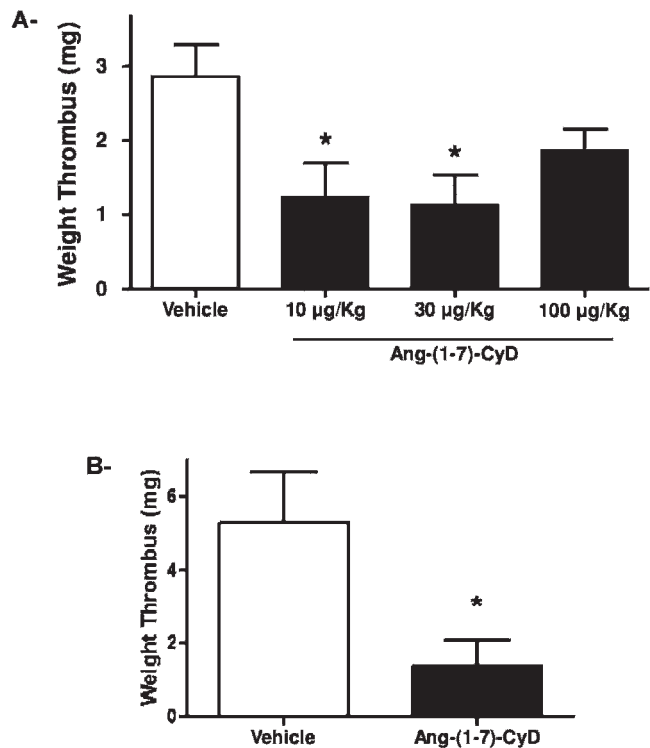 A-
Weight Thrombus (mg)
3
2
1
0
*
*
Vehicle
10 µg/Kg
30 µg/Kg
100 µg/Kg
Ang-(1-7)-CyD
B-
Weight Thrombus (mg)
6
4
2
0
*
Vehicle
Ang-(1-7)-CyD